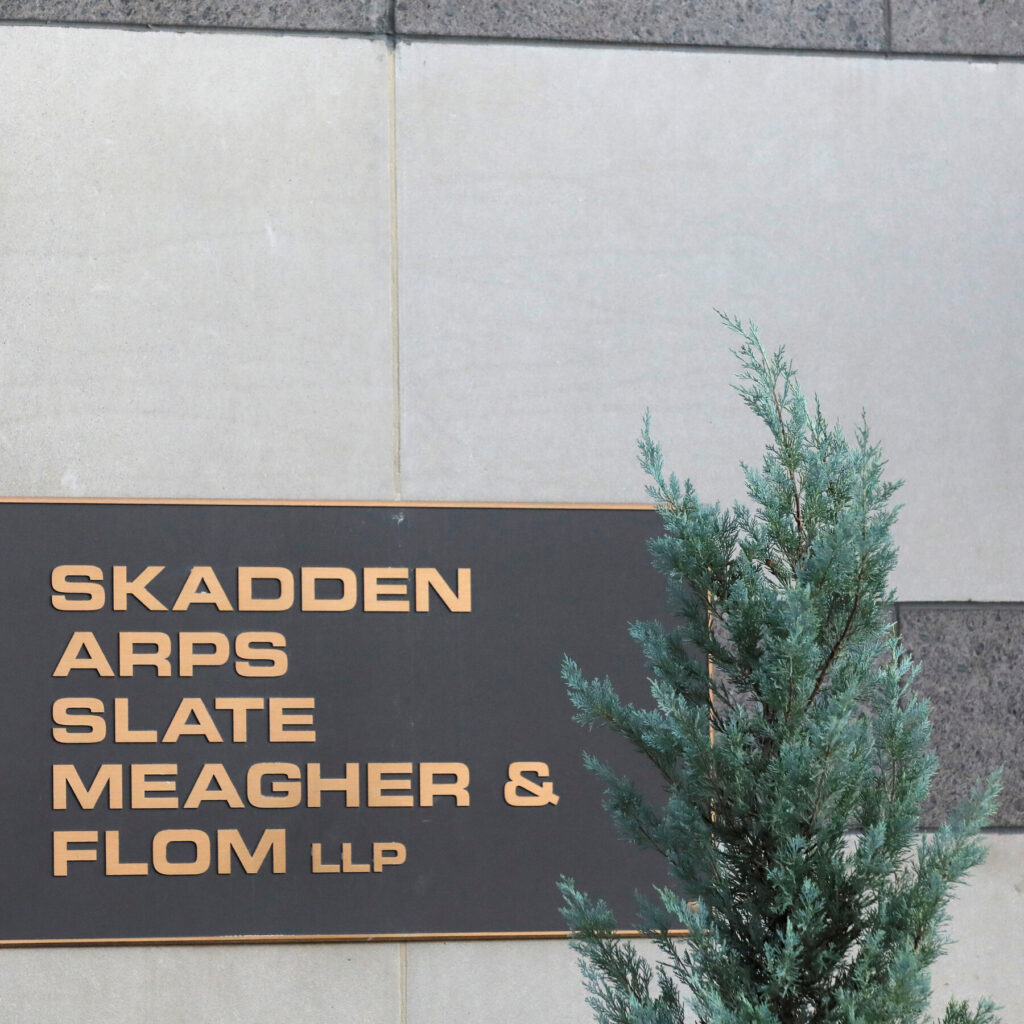 SKADDEN
ARPS
SLATE
MEAGHER &
FLOM LLP